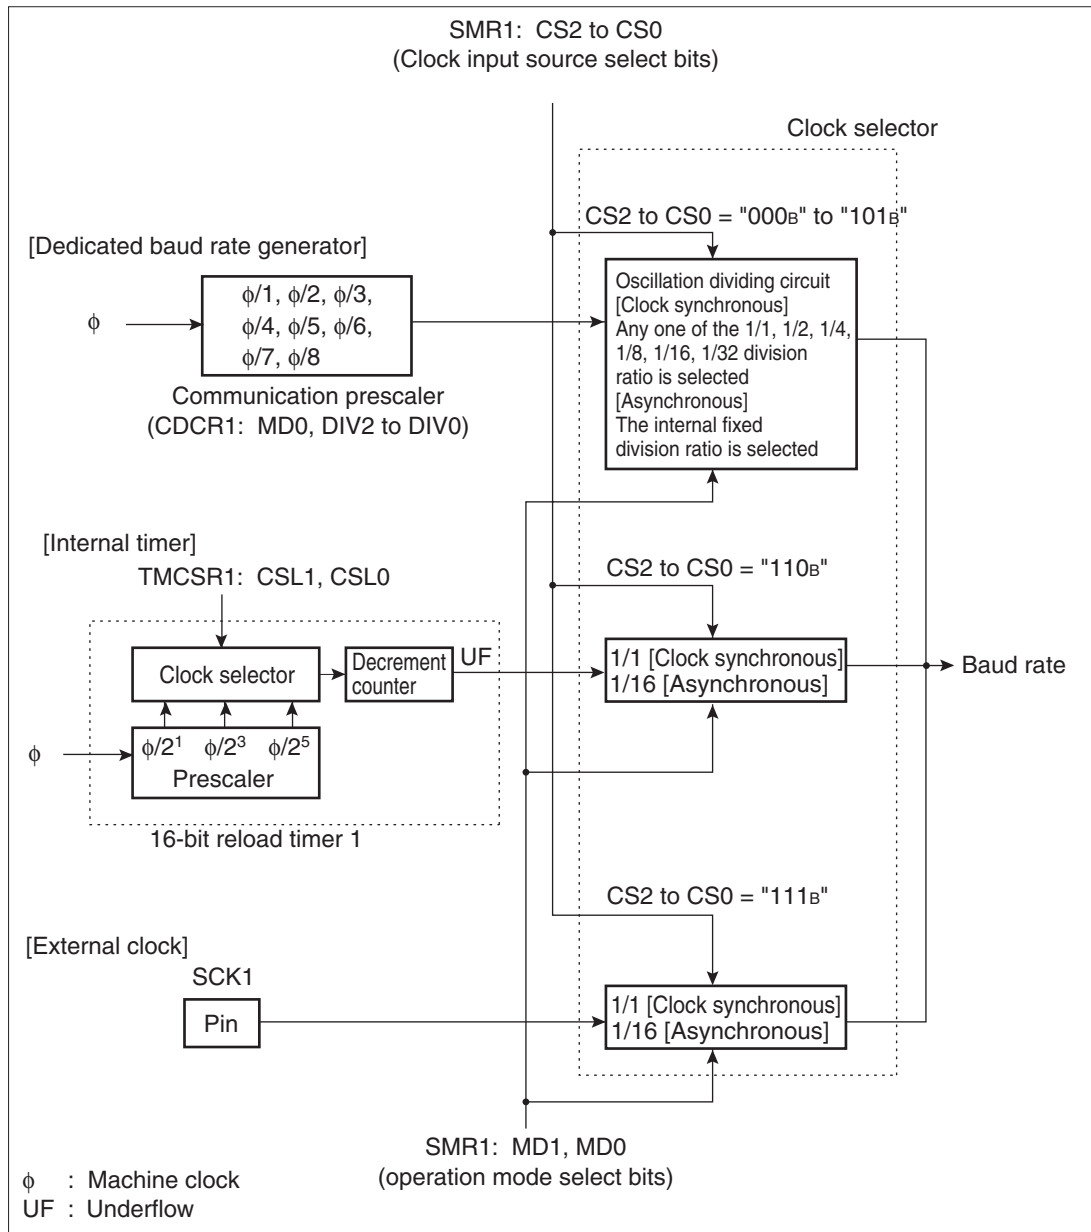 SMR1: CS2 to CS0
(Clock input source select bits)
Clock selector
CS2 to CS0 = "000B" to "101B"
[Dedicated baud rate generator]
ϕ
ϕ/1, ϕ/2, ϕ/3,
ϕ/4, ϕ/5, ϕ/6,
ϕ/7, ϕ/8
Communication prescaler
(CDCR1: MD0, DIV2 to DIV0)
Oscillation dividing circuit
[Clock synchronous]
Any one of the 1/1, 1/2, 1/4,
1/8, 1/16, 1/32 division
ratio is selected
[Asynchronous]
The internal fixed
division ratio is selected
[Internal timer]
TMCSR1: CSL1, CSL0
CS2 to CS0 = "110B"
Clock selector
Decrement
counter
UF
1/1 [Clock synchronous]
1/16 [Asynchronous]
Baud rate
ϕ
ϕ/2¹ ϕ/2³ ϕ/2⁵
Prescaler
16-bit reload timer 1
CS2 to CS0 = "111B"
[External clock]
SCK1
Pin
1/1 [Clock synchronous]
1/16 [Asynchronous]
SMR1: MD1, MD0
(operation mode select bits)
ϕ : Machine clock
UF : Underflow